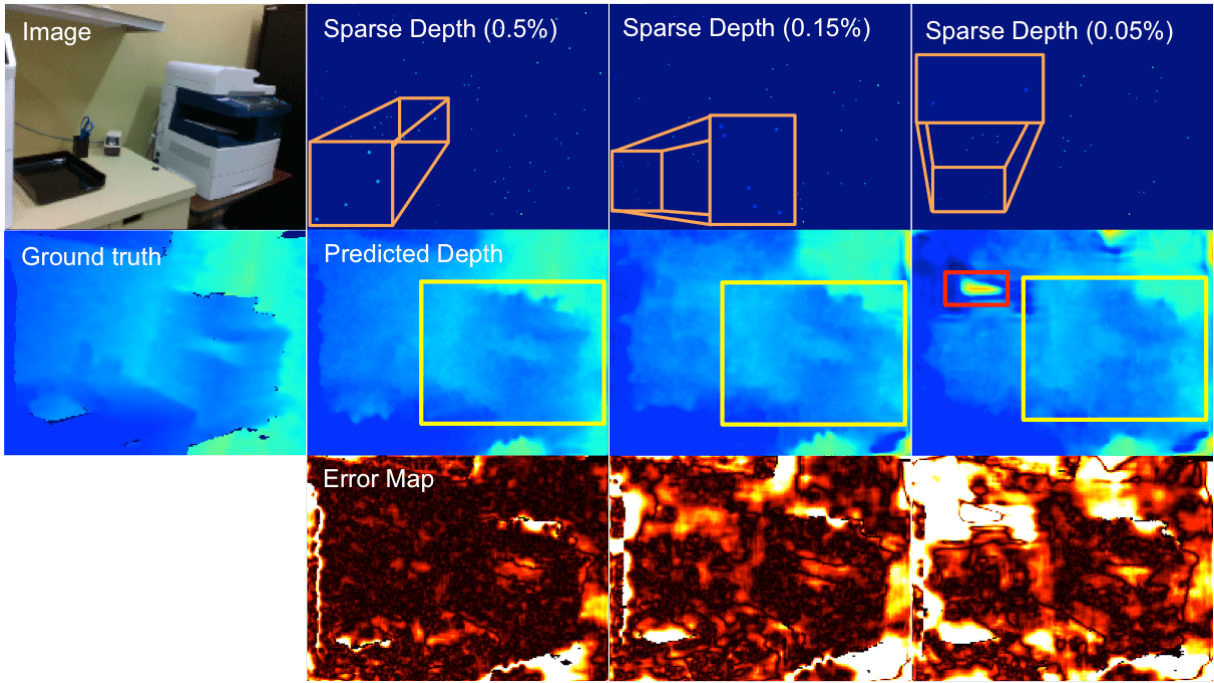 Image
Sparse Depth (0.5%)
Sparse Depth (0.15%)
Sparse Depth (0.05%)
Ground truth
Predicted Depth
Error Map